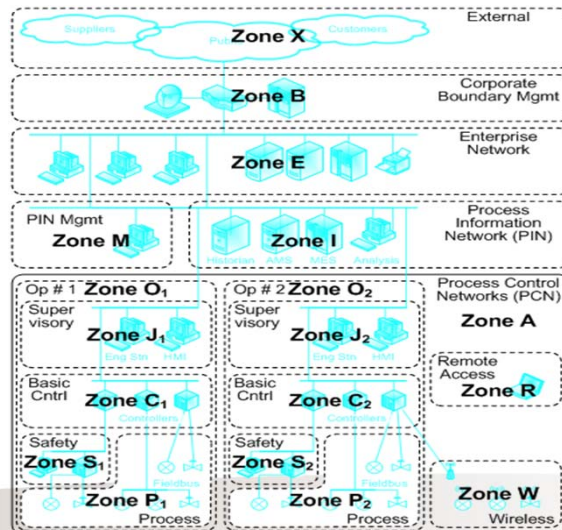 External
Suppliers
Customers
Zone X
Corporate
Boundary Mgmt
Zone B
Enterprise
Network
Zone E
PIN Mgmt
Zone M
Process
Information
Network (PIN)
Zone I
Historian AMS MES Analysis
Op # 1 Zone O₁
Op # 2 Zone O₂
Process Control
Networks (PCN)
Zone A
Super
visory
Zone J₁
Eng Stn HMI
Super
visory
Zone J₂
Eng Stn HMI
Remote
Access
Zone R
Basic
Cntrl
Zone C₁
Controllers
Basic
Cntrl
Zone C₂
Controllers
Safety
Zone S₁
Fieldbus
Safety
Zone S₂
Fieldbus
Zone P₁
Process
Zone P₂
Process
Zone W
Wireless